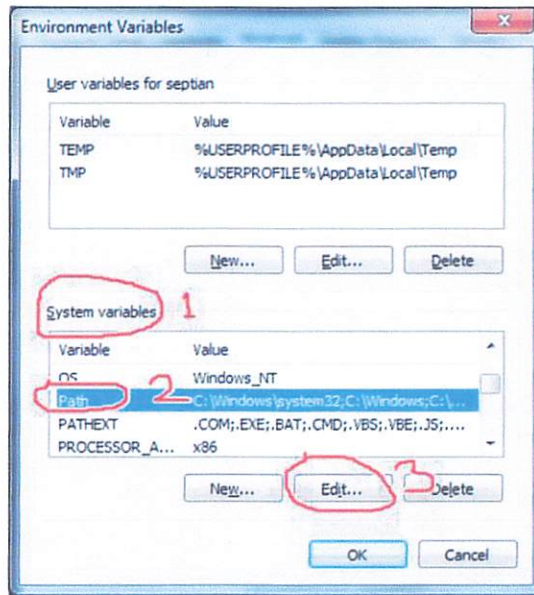 Environment Variables
User variables for septian
Variable Value
TEMP %USERPROFILE%\AppData\Local\Temp
TMP %USERPROFILE%\AppData\Local\Temp
New... Edit... Delete
System variables 1
Variable Value
OS Windows_NT
Path 2 C:\Windows\system32;C:\Windows;C:\...
PATHEXT .COM;.EXE;.BAT;.CMD;.VBS;.VBE;.JS;....
PROCESSOR_A... x86
New... Edit... 3 Delete
OK Cancel